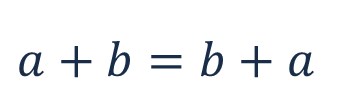 a + b = b + a